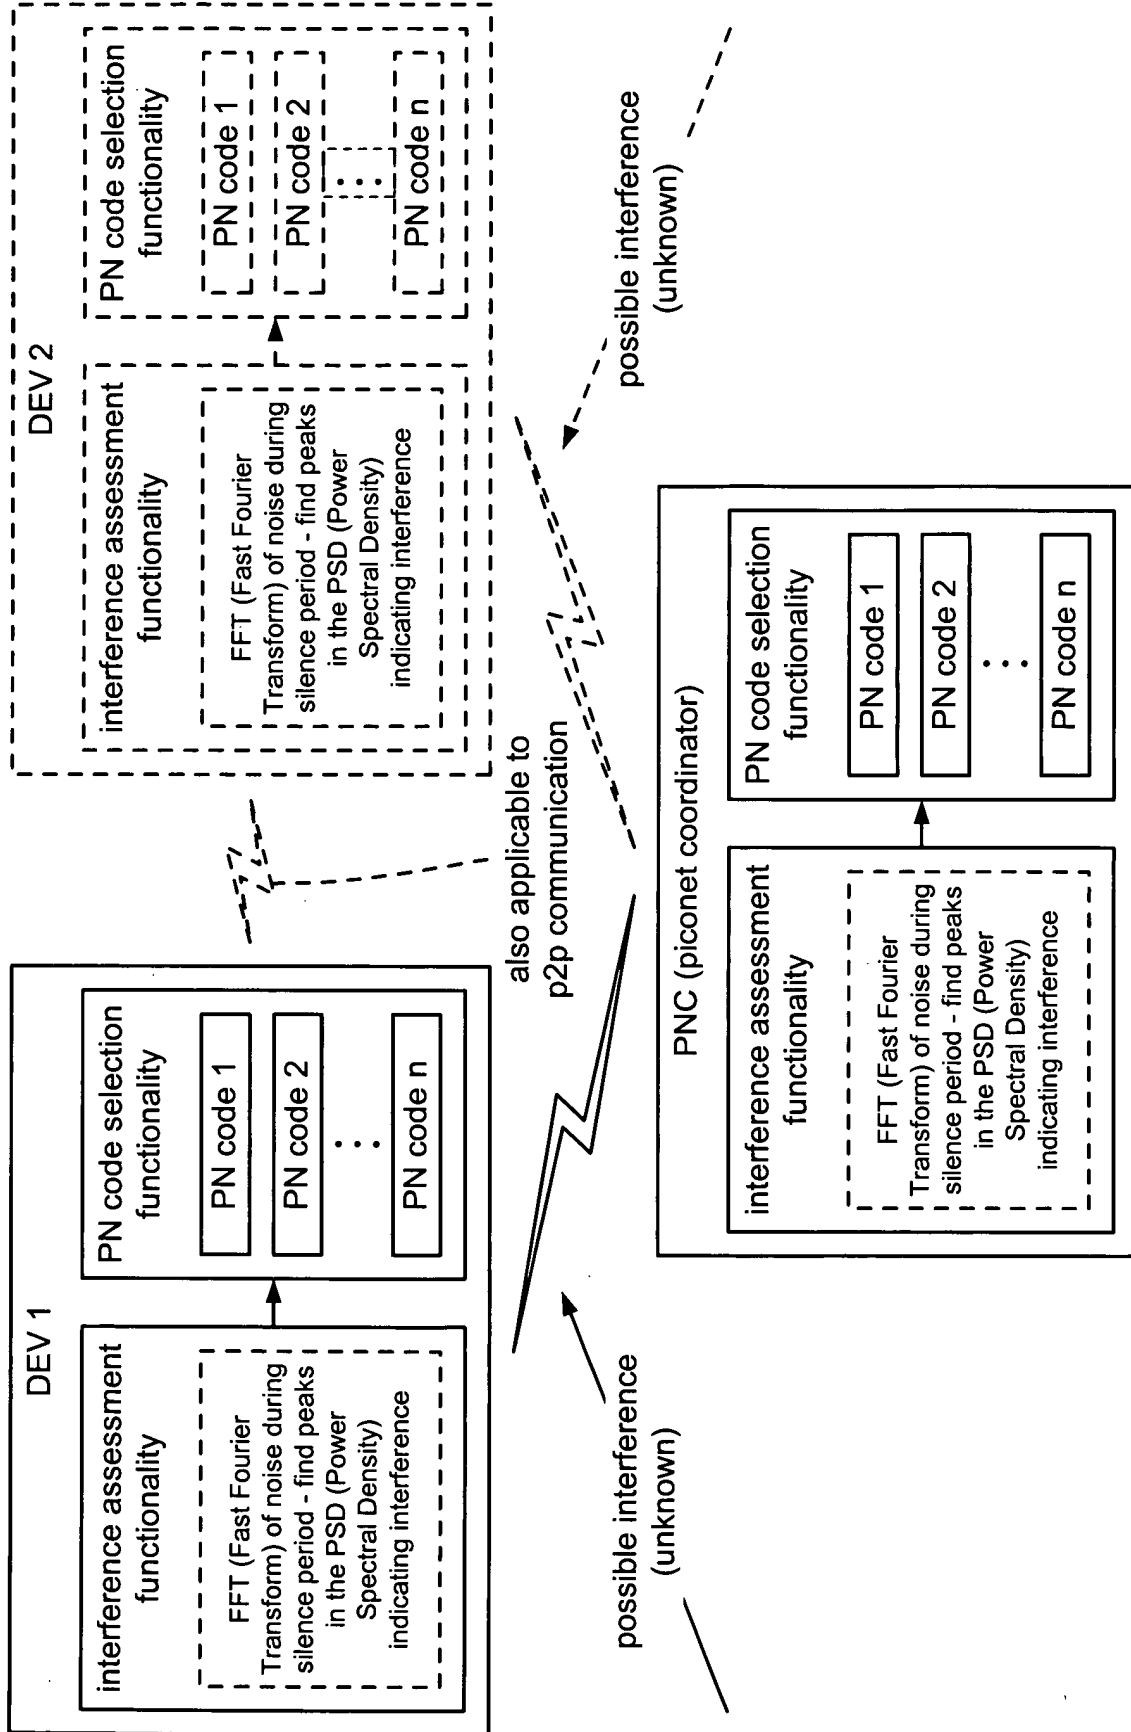 DEV 1
interference assessment
functionality
FFT (Fast Fourier
Transform) of noise during
silence period - find peaks
in the PSD (Power
Spectral Density)
indicating interference
PN code selection
functionality
PN code 1
PN code 2
...
PN code n
DEV 2
interference assessment
functionality
FFT (Fast Fourier
Transform) of noise during
silence period - find peaks
in the PSD (Power
Spectral Density)
indicating interference
PN code selection
functionality
PN code 1
PN code 2
...
PN code n
also applicable to
p2p communication
possible interference
(unknown)
possible interference
(unknown)
PNC (piconet coordinator)
interference assessment
functionality
FFT (Fast Fourier
Transform) of noise during
silence period - find peaks
in the PSD (Power
Spectral Density)
indicating interference
PN code selection
functionality
PN code 1
PN code 2
...
PN code n